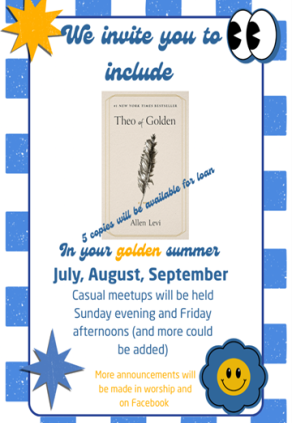 We invite you to
include
#1 NEW YORK TIMES BESTSELLER
Theo of Golden
5 copies will be available for loan
Allen Levi
In your golden summer
July, August, September
Casual meetups will be held
Sunday evening and Friday
afternoons (and more could
be added)
More announcements will
be made in worship and
on Facebook